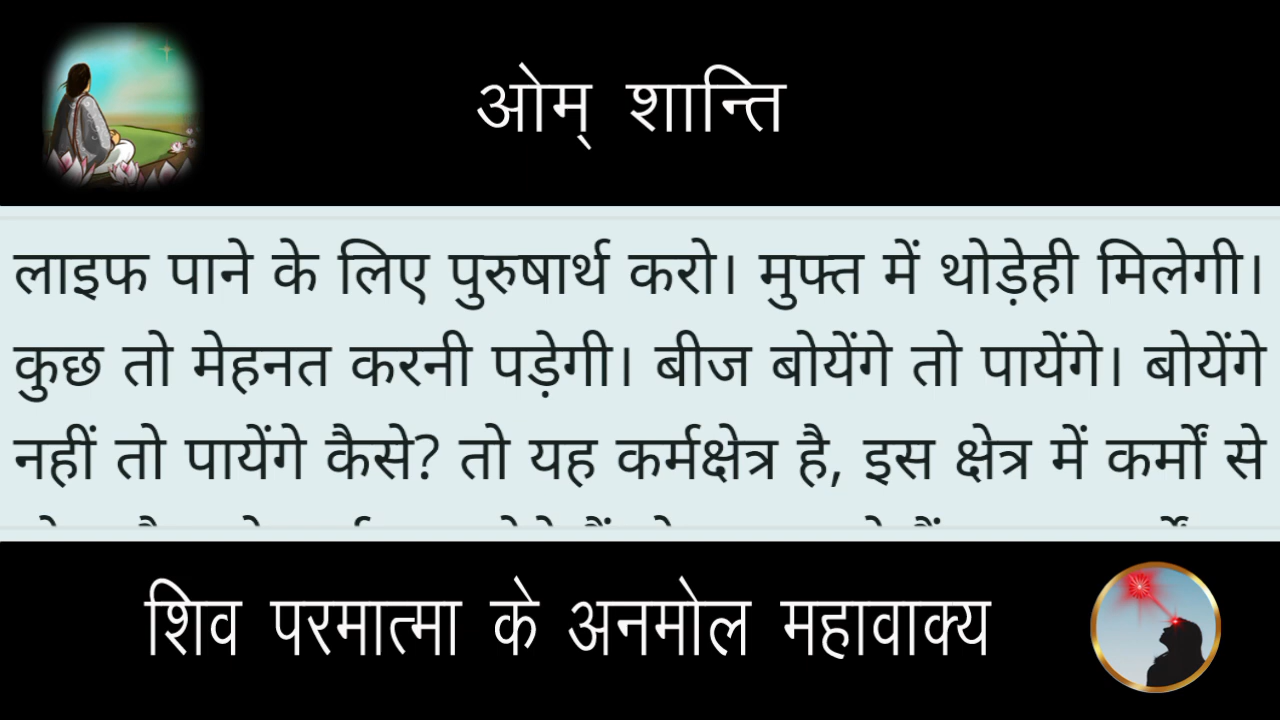 ओम् शान्ति
लाइफ पाने के लिए पुरुषार्थ करो। मुफ्त में थोड़ेही मिलेगी।
कुछ तो मेहनत करनी पड़ेगी। बीज बोयेंगे तो पायेंगे। बोयेंगे
नहीं तो पायेंगे कैसे? तो यह कर्मक्षेत्र है, इस क्षेत्र में कर्मों से
शिव परमात्मा के अनमोल महावाक्य